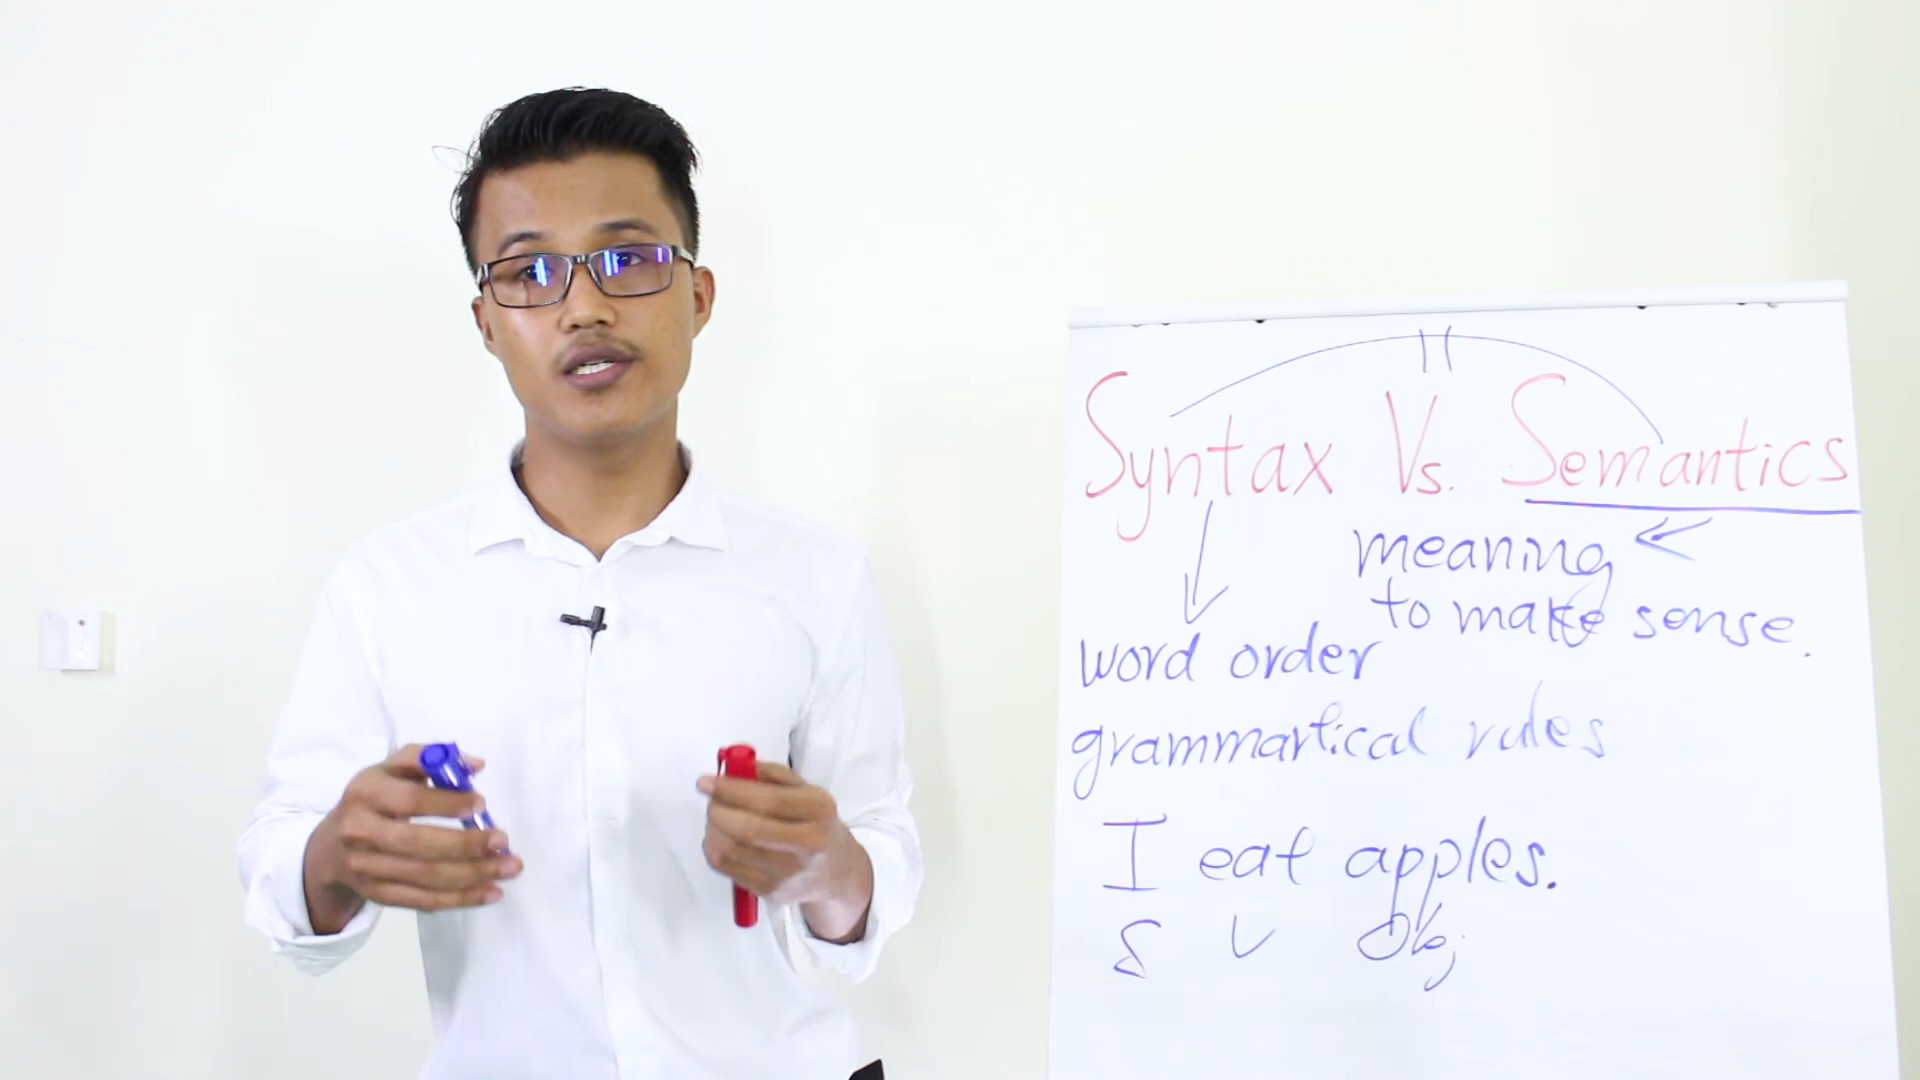 Syntax Vs. Semantics
meaning
to make sense.
word order
grammartical rules
I eat apples.
S V Obj